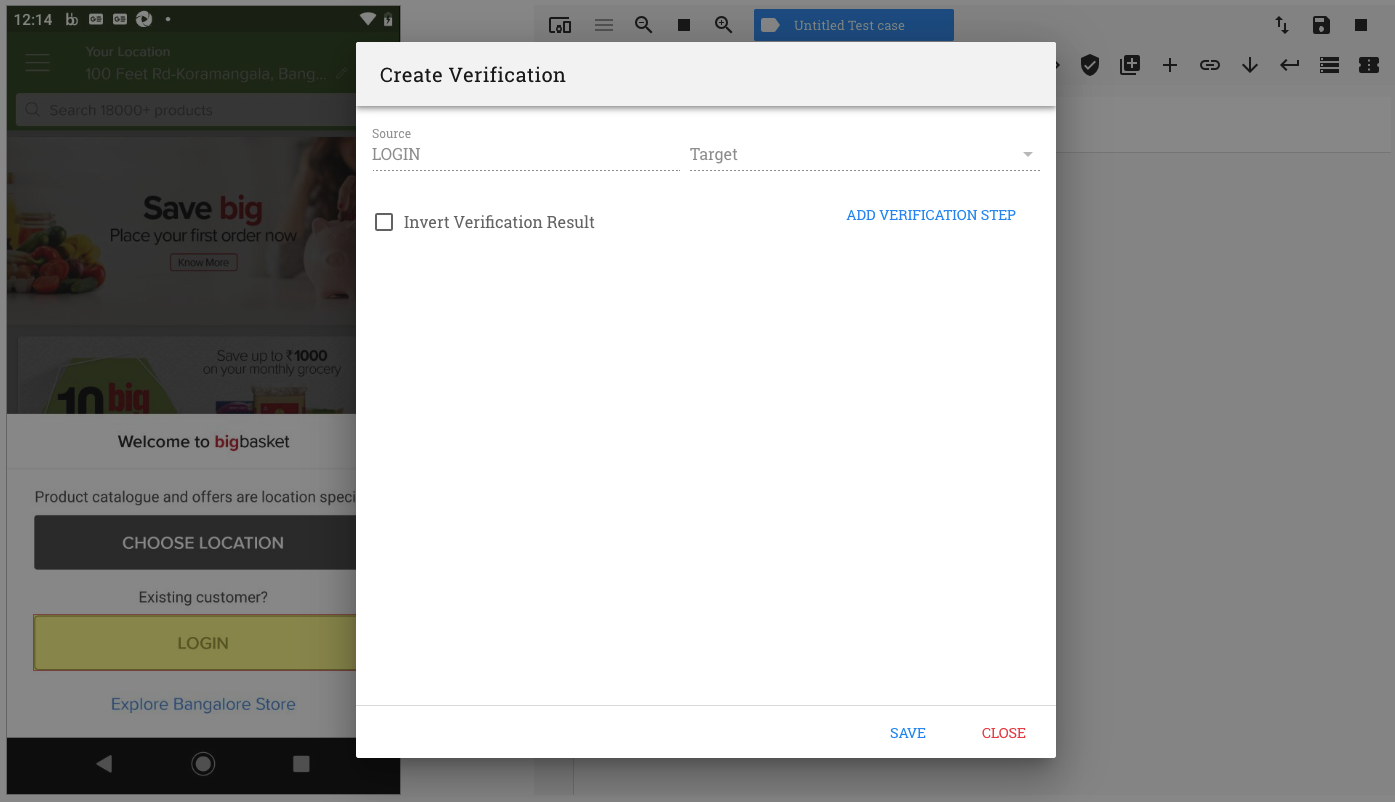 12:14
Your Location
100 Feet Rd-Koramangala, Bang...
Search 18000+ products
Save big
Place your first order now
Know More
Save up to ₹1000
on your monthly grocery
10 big
Welcome to bigbasket
Product catalogue and offers are location speci
CHOOSE LOCATION
Existing customer?
LOGIN
Explore Bangalore Store
Untitled Test case
Create Verification
Source
LOGIN
Target
Invert Verification Result
ADD VERIFICATION STEP
SAVE
CLOSE